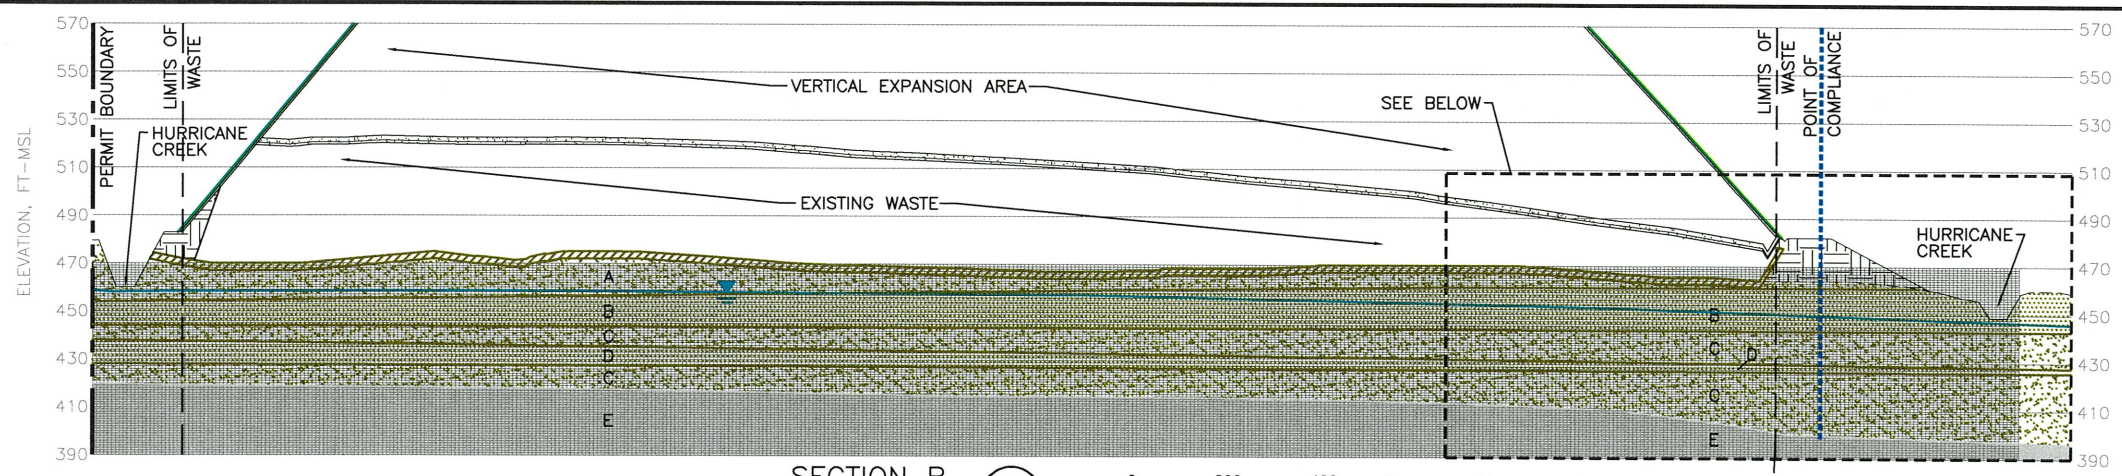 570
550
530
510
490
470
450
430
410
390
ELEVATION, FT-MSL
PERMIT BOUNDARY
LIMITS OF
WASTE
HURRICANE
CREEK
VERTICAL EXPANSION AREA
EXISTING WASTE
SEE BELOW
LIMITS OF
WASTE
POINT OF
COMPLIANCE
HURRICANE
CREEK
A
B
C
D
C
E
B
C
D
C
E
570
550
530
510
490
470
450
430
410
390
SECTION B